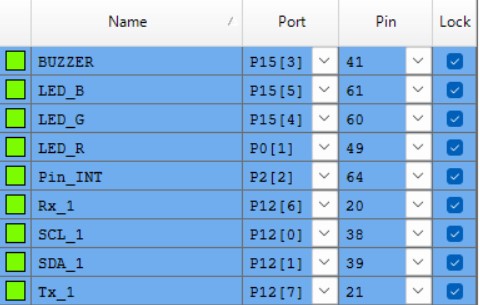 Name / Port Pin Lock
BUZZER P15[3] 41
LED_B P15[5] 61
LED_G P15[4] 60
LED_R P0[1] 49
Pin_INT P2[2] 64
Rx_1 P12[6] 20
SCL_1 P12[0] 38
SDA_1 P12[1] 39
Tx_1 P12[7] 21